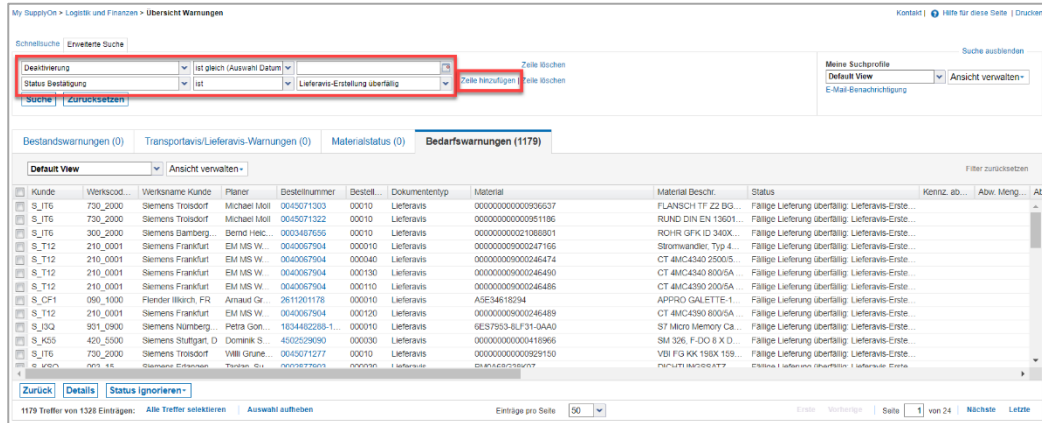 My SupplyOn > Logistik und Finanzen > Übersicht Warnungen
Kontakt | Hilfe für diese Seite | Drucken
Schnellsuche Erweiterte Suche
Suche ausblenden
Deaktivierung ist gleich (Auswahl Datum Zeile löschen
Status Bestätigung ist Lieferavis-Erstellung überfällig Zeile hinzufügen | Zeile löschen
Suche Zurücksetzen
Meine Suchprofile
Default View Ansicht verwalten
E-Mail-Benachrichtigung
Bestandswarnungen (0) Transportavis/Lieferavis-Warnungen (0) Materialstatus (0) Bedarfswarnungen (1179)
Default View Ansicht verwalten Filter zurücksetzen
Kunde Werkscod... Werksname Kunde Planer Bestellnummer Bestell... Dokumententyp Material Material Beschr. Status Kennz. ab... Abw. Meng... Ab
S_IT6 730_2000 Siemens Troisdorf Michael Moll 0045071303 00010 Lieferavis 000000000000936637 FLANSCH TF Z2 BG... Fällige Lieferung überfällig: Lieferavis-Erste...
S_IT6 730_2000 Siemens Troisdorf Michael Moll 0045071322 00010 Lieferavis 000000000000951186 RUND DIN EN 13601... Fällige Lieferung überfällig: Lieferavis-Erste...
S_IT6 300_2000 Siemens Bamberg... Bernd Heic... 0003487656 00010 Lieferavis 000000000021088801 ROHR GFK ID 340X... Fällige Lieferung überfällig: Lieferavis-Erste...
S_T12 210_0001 Siemens Frankfurt EM MS W... 0040067904 000010 Lieferavis 000000009000247166 Stromwandler, Typ 4... Fällige Lieferung überfällig: Lieferavis-Erste...
S_T12 210_0001 Siemens Frankfurt EM MS W... 0040067904 000040 Lieferavis 000000009000246474 CT 4MC4340 2500/5... Fällige Lieferung überfällig: Lieferavis-Erste...
S_T12 210_0001 Siemens Frankfurt EM MS W... 0040067904 000130 Lieferavis 000000009000246490 CT 4MC4340 800/5A ... Fällige Lieferung überfällig: Lieferavis-Erste...
S_T12 210_0001 Siemens Frankfurt EM MS W... 0040067904 000110 Lieferavis 000000009000246486 CT 4MC4390 200/5A ... Fällige Lieferung überfällig: Lieferavis-Erste...
S_CF1 090_1000 Flender Illkirch, FR Arnaud Gr... 2611201178 000010 Lieferavis A5E34618294 APPRO GALETTE-1... Fällige Lieferung überfällig: Lieferavis-Erste...
S_T12 210_0001 Siemens Frankfurt EM MS W... 0040067904 000120 Lieferavis 000000009000246489 CT 4MC4390 800/5A ... Fällige Lieferung überfällig: Lieferavis-Erste...
S_I3Q 931_0900 Siemens Nürnberg... Petra Gon... 1834482288-1... 000010 Lieferavis 6ES7953-8LF31-0AA0 S7 Micro Memory Ca... Fällige Lieferung überfällig: Lieferavis-Erste...
S_K55 420_5500 Siemens Stuttgart, D Dominik S... 4502529090 000030 Lieferavis 000000000000418966 SM 326, F-DO 8 X D... Fällige Lieferung überfällig: Lieferavis-Erste...
S_IT6 730_2000 Siemens Troisdorf Willi Grune... 0045071277 00010 Lieferavis 000000000000929150 VBI FG KK 198X 159... Fällige Lieferung überfällig: Lieferavis-Erste...
Zurück Details Status ignorieren
1179 Treffer von 1328 Einträgen: Alle Treffer selektieren | Auswahl aufheben Einträge pro Seite 50 Erste Vorherige | Seite 1 von 24 | Nächste Letzte